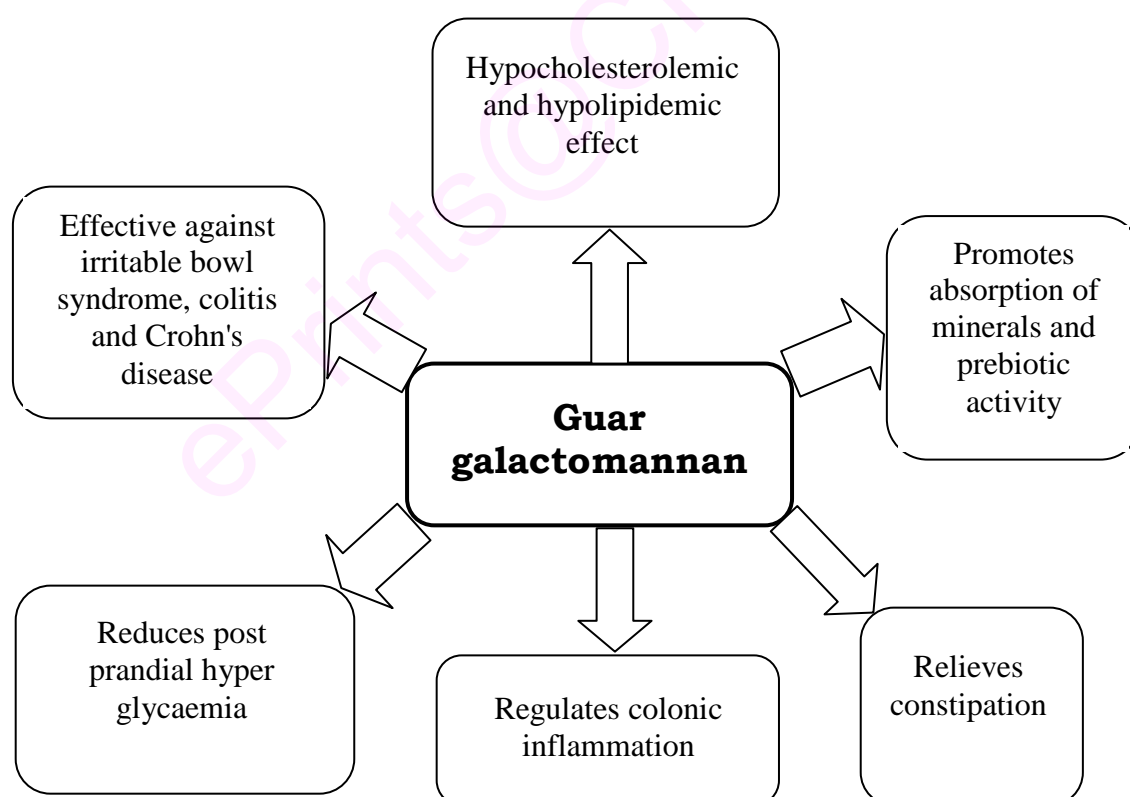 Hypocholesterolemic
and hypolipidemic
effect
Effective against
irritable bowl
syndrome, colitis
and Crohn's
disease
Promotes
absorption of
minerals and
prebiotic
activity
Guar
galactomannan
Reduces post
prandial hyper
glycaemia
Regulates colonic
inflammation
Relieves
constipation
ePrints@C